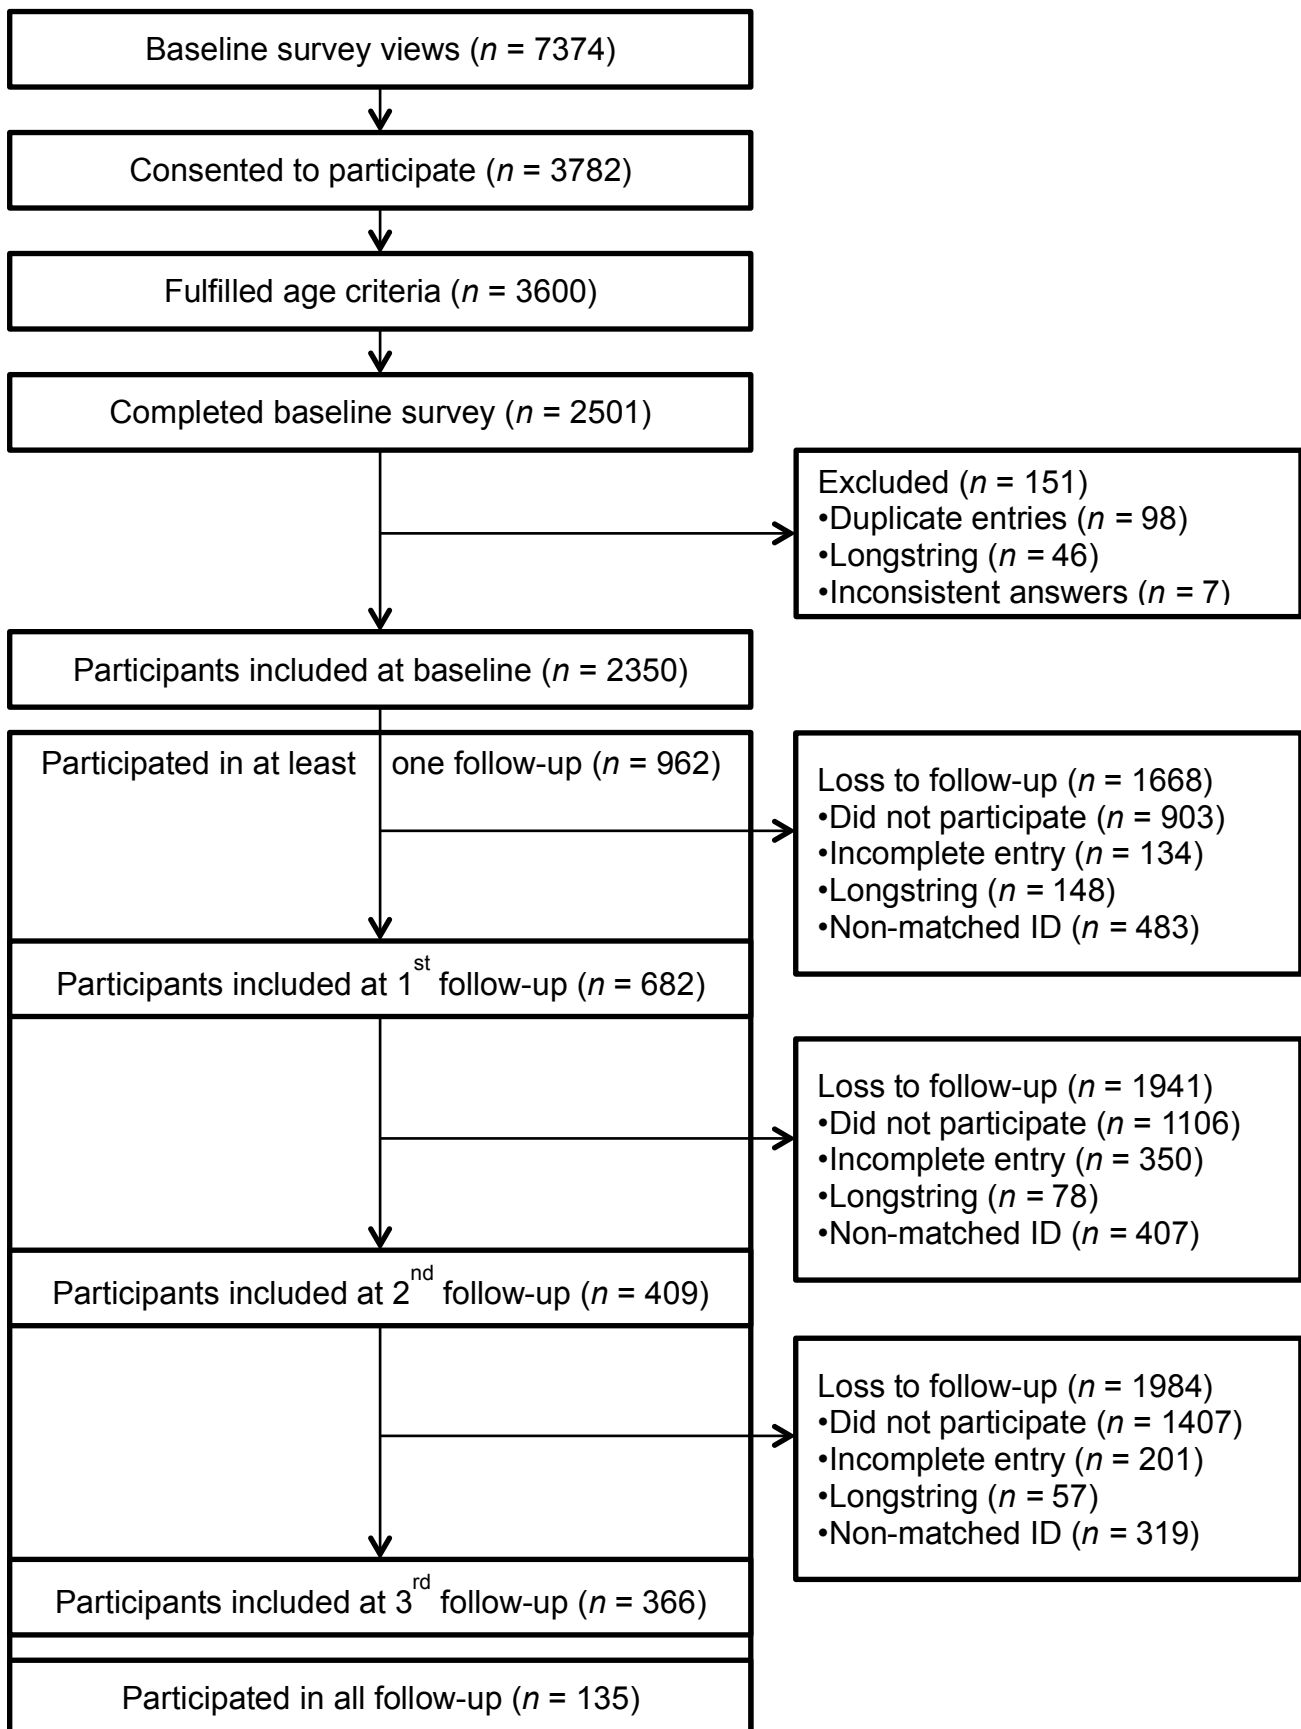 Baseline survey views (n = 7374)
Consented to participate (n = 3782)
Fulfilled age criteria (n = 3600)
Completed baseline survey (n = 2501)
Excluded (n = 151)
•Duplicate entries (n = 98)
•Longstring (n = 46)
•Inconsistent answers (n = 7)
Participants included at baseline (n = 2350)
Participated in at least one follow-up (n = 962)
Loss to follow-up (n = 1668)
•Did not participate (n = 903)
•Incomplete entry (n = 134)
•Longstring (n = 148)
•Non-matched ID (n = 483)
Participants included at 1st follow-up (n = 682)
Loss to follow-up (n = 1941)
•Did not participate (n = 1106)
•Incomplete entry (n = 350)
•Longstring (n = 78)
•Non-matched ID (n = 407)
Participants included at 2nd follow-up (n = 409)
Loss to follow-up (n = 1984)
•Did not participate (n = 1407)
•Incomplete entry (n = 201)
•Longstring (n = 57)
•Non-matched ID (n = 319)
Participants included at 3rd follow-up (n = 366)
Participated in all follow-up (n = 135)